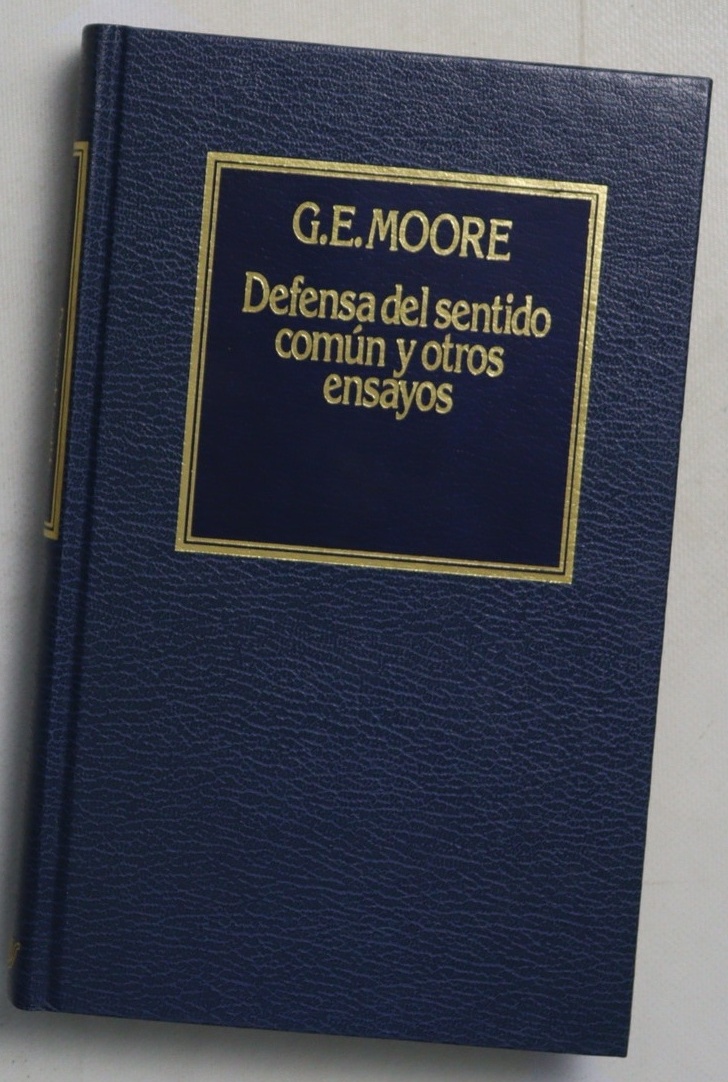 G.E. MOORE
Defensa del sentido
común y otros
ensayos